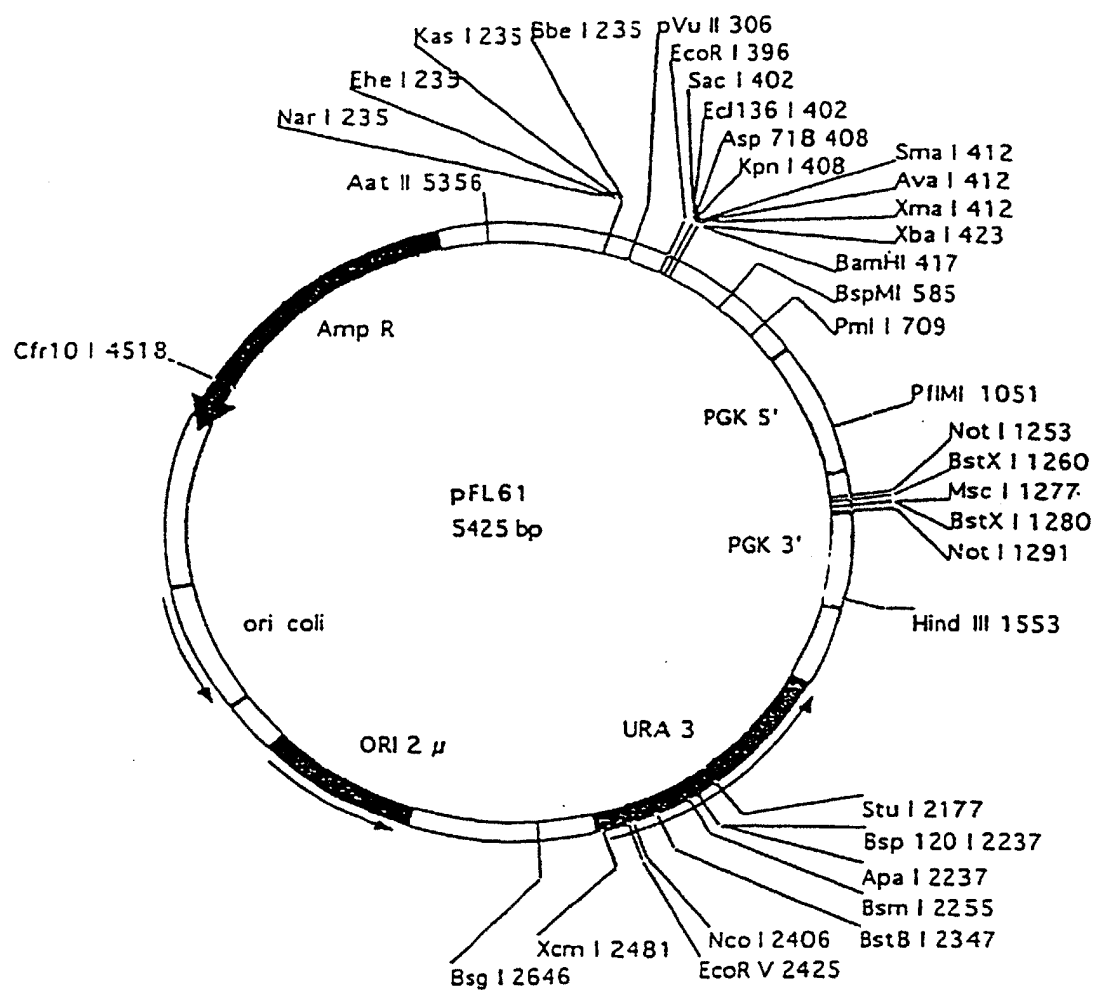 Kas I 235
Bbe I 235
pVu II 306
EcoR I 396
Sac I 402
Ecl136 I 402
Asp 718 408
Kpn I 408
Ehe I 235
Nar I 235
Aat II 5356
Sma I 412
Ava I 412
Xma I 412
Xba I 423
BamHI 417
BspMI 585
Pml I 709
Amp R
Cfr10 I 4518
PGK 5'
PflMI 1051
Not I 1253
BstX I 1260
Msc I 1277
BstX I 1280
Not I 1291
pFL61
5425 bp
PGK 3'
Hind III 1553
ori coli
URA 3
ORI 2 µ
Stu I 2177
Bsp 120 I 2237
Apa I 2237
Bsm I 2255
BstB I 2347
Nco I 2406
EcoR V 2425
Xcm I 2481
Bsg I 2646